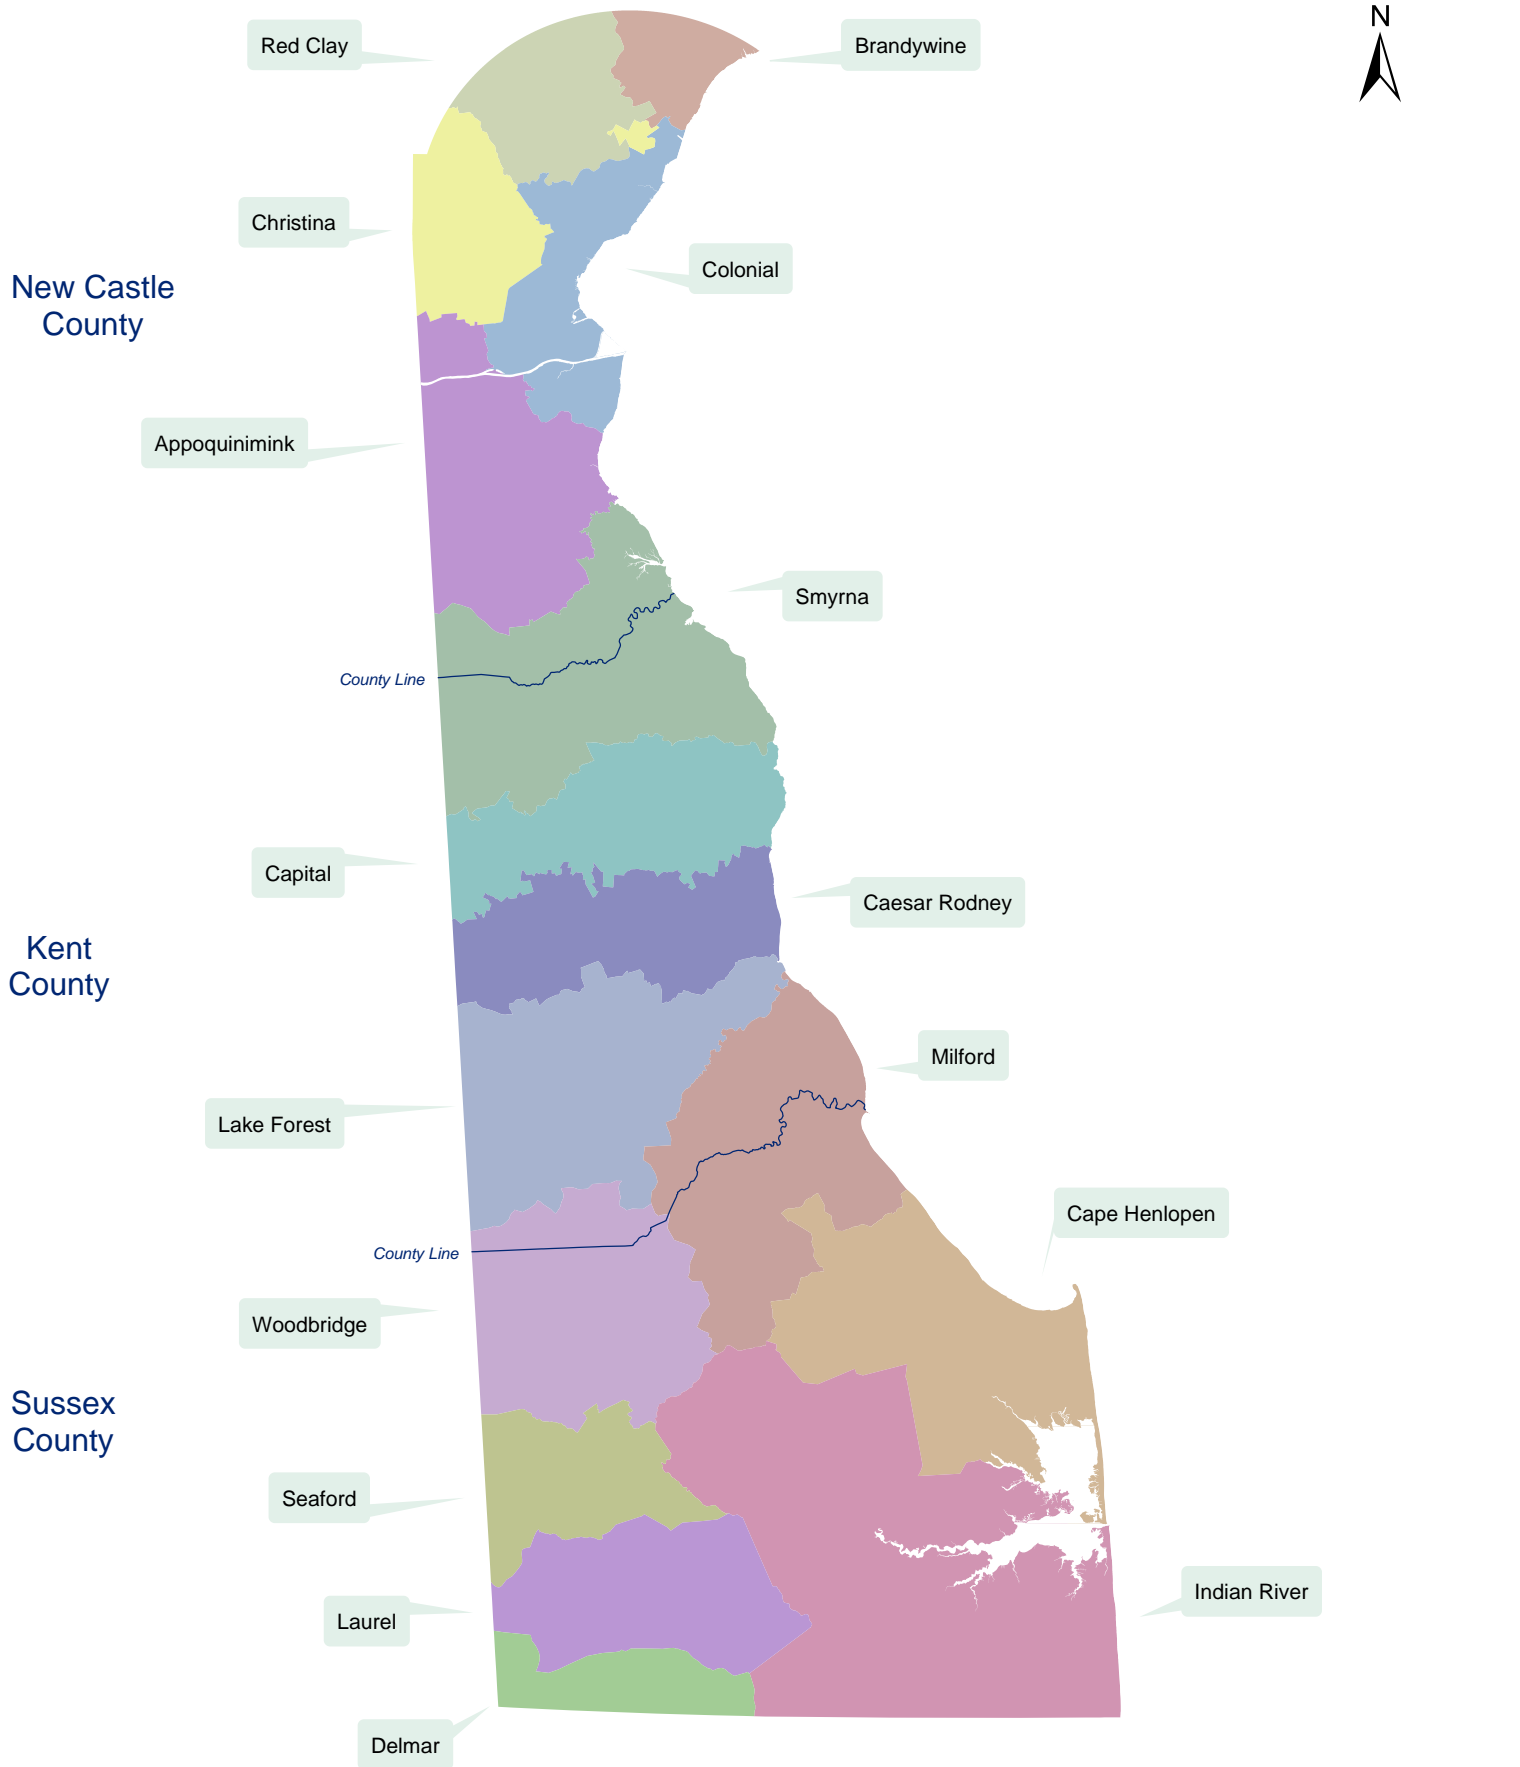 N
Red Clay
Brandywine
Christina
Colonial
New Castle
County
Appoquinimink
Smyrna
County Line
Capital
Caesar Rodney
Kent
County
Milford
Lake Forest
Cape Henlopen
County Line
Woodbridge
Sussex
County
Seaford
Indian River
Laurel
Delmar